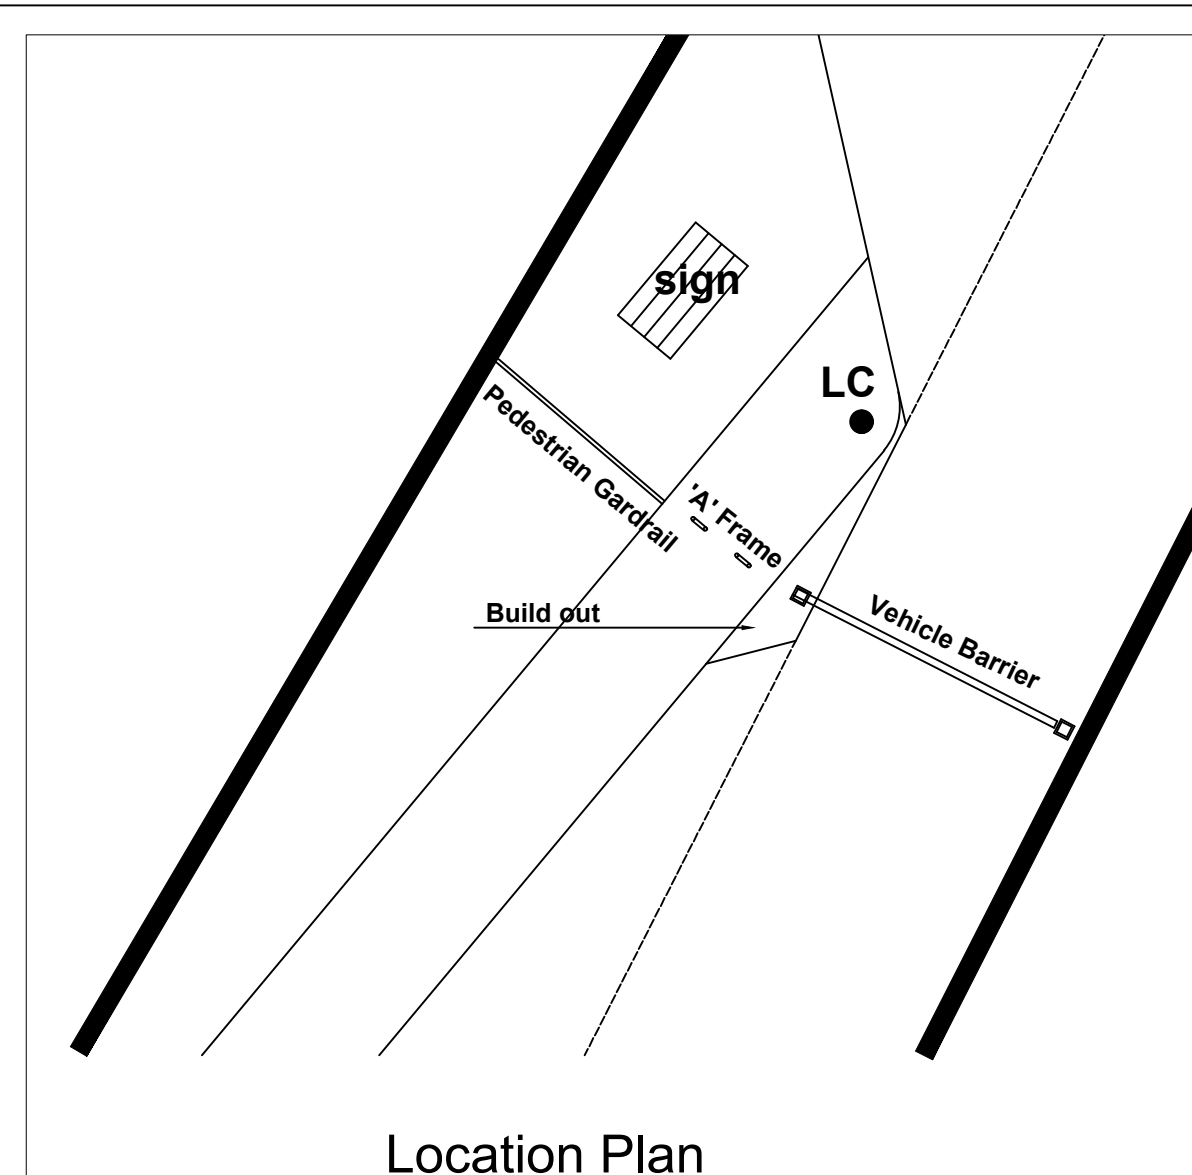 sign
LC
Pedestrian Gardrail
'A' Frame
Build out
Vehicle Barrier
Location Plan